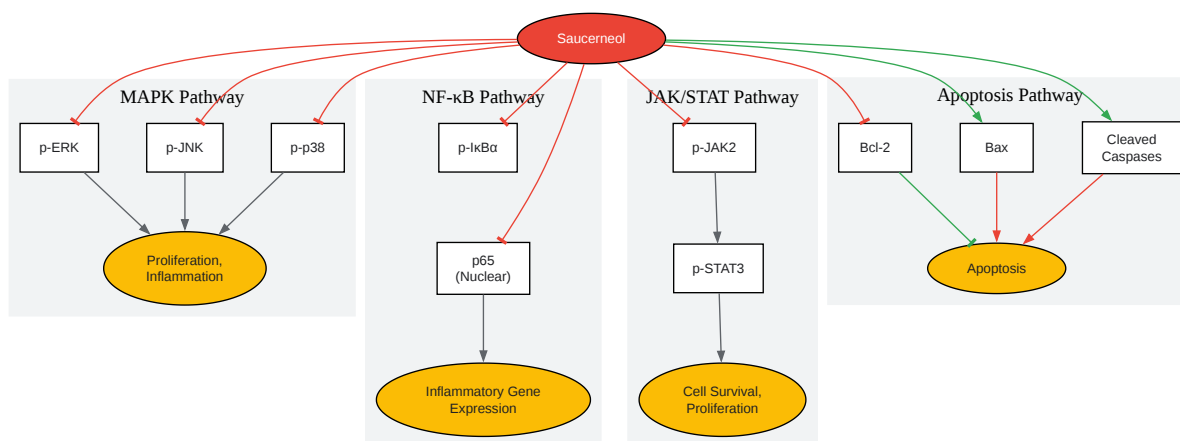 Saucerneol
MAPK Pathway
NF-κB Pathway
JAK/STAT Pathway
Apoptosis Pathway
p-ERK
p-JNK
p-p38
p-IκBα
p-JAK2
Bcl-2
Bax
Cleaved
Caspases
Proliferation,
Inflammation
p65
(Nuclear)
p-STAT3
Apoptosis
Inflammatory Gene
Expression
Cell Survival,
Proliferation